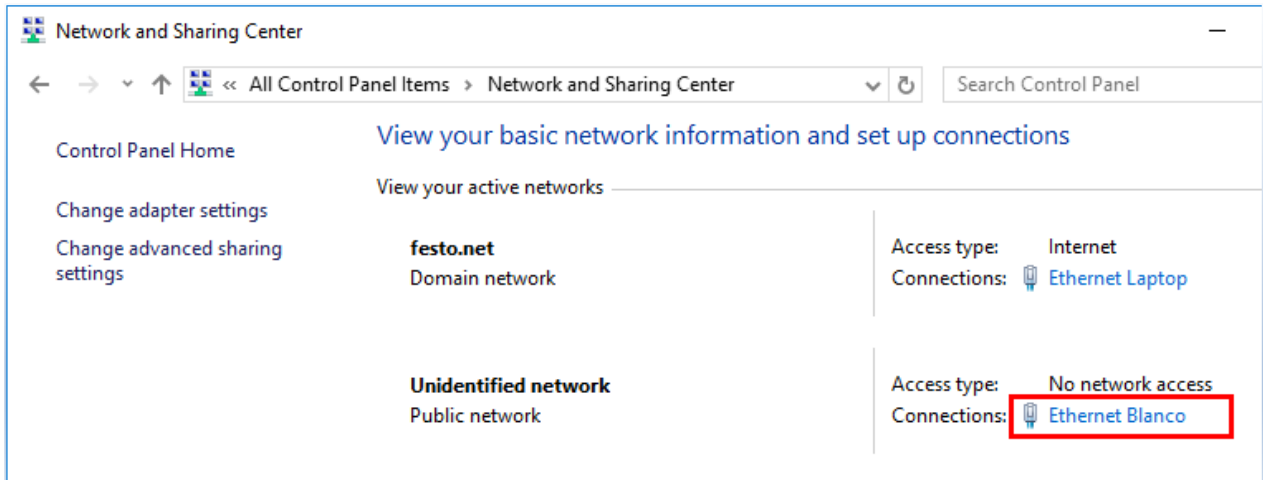 Network and Sharing Center
« All Control Panel Items > Network and Sharing Center
Search Control Panel
Control Panel Home
Change adapter settings
Change advanced sharing
settings
View your basic network information and set up connections
View your active networks
festo.net
Domain network
Access type: Internet
Connections: Ethernet Laptop
Unidentified network
Public network
Access type: No network access
Connections: Ethernet Blanco